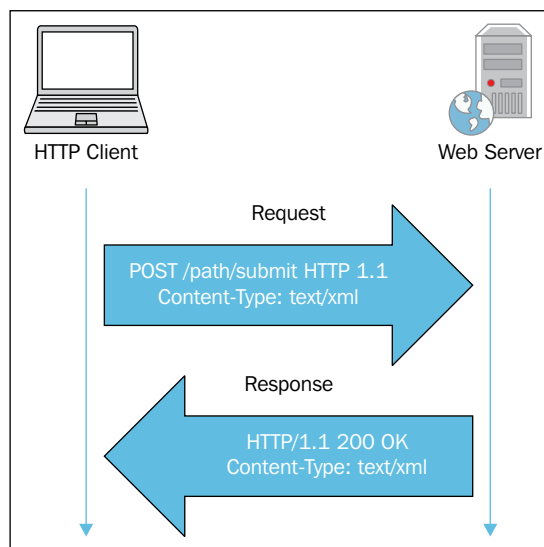 HTTP Client
Web Server
Request
POST /path/submit HTTP 1.1
Content-Type: text/xml
Response
HTTP/1.1 200 OK
Content-Type: text/xml